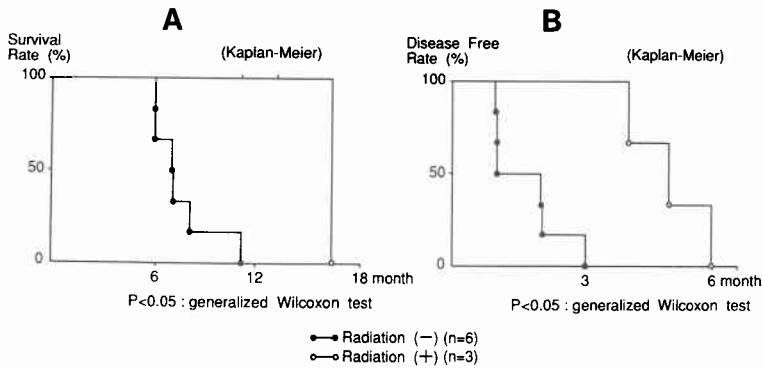 A
Survival
Rate (%)
(Kaplan-Meier)
100
50
0
6 12 18 month
P<0.05 : generalized Wilcoxon test
B
Disease Free
Rate (%)
(Kaplan-Meier)
100
50
0
3 6 month
P<0.05 : generalized Wilcoxon test
Radiation (−) (n=6)
Radiation (+) (n=3)